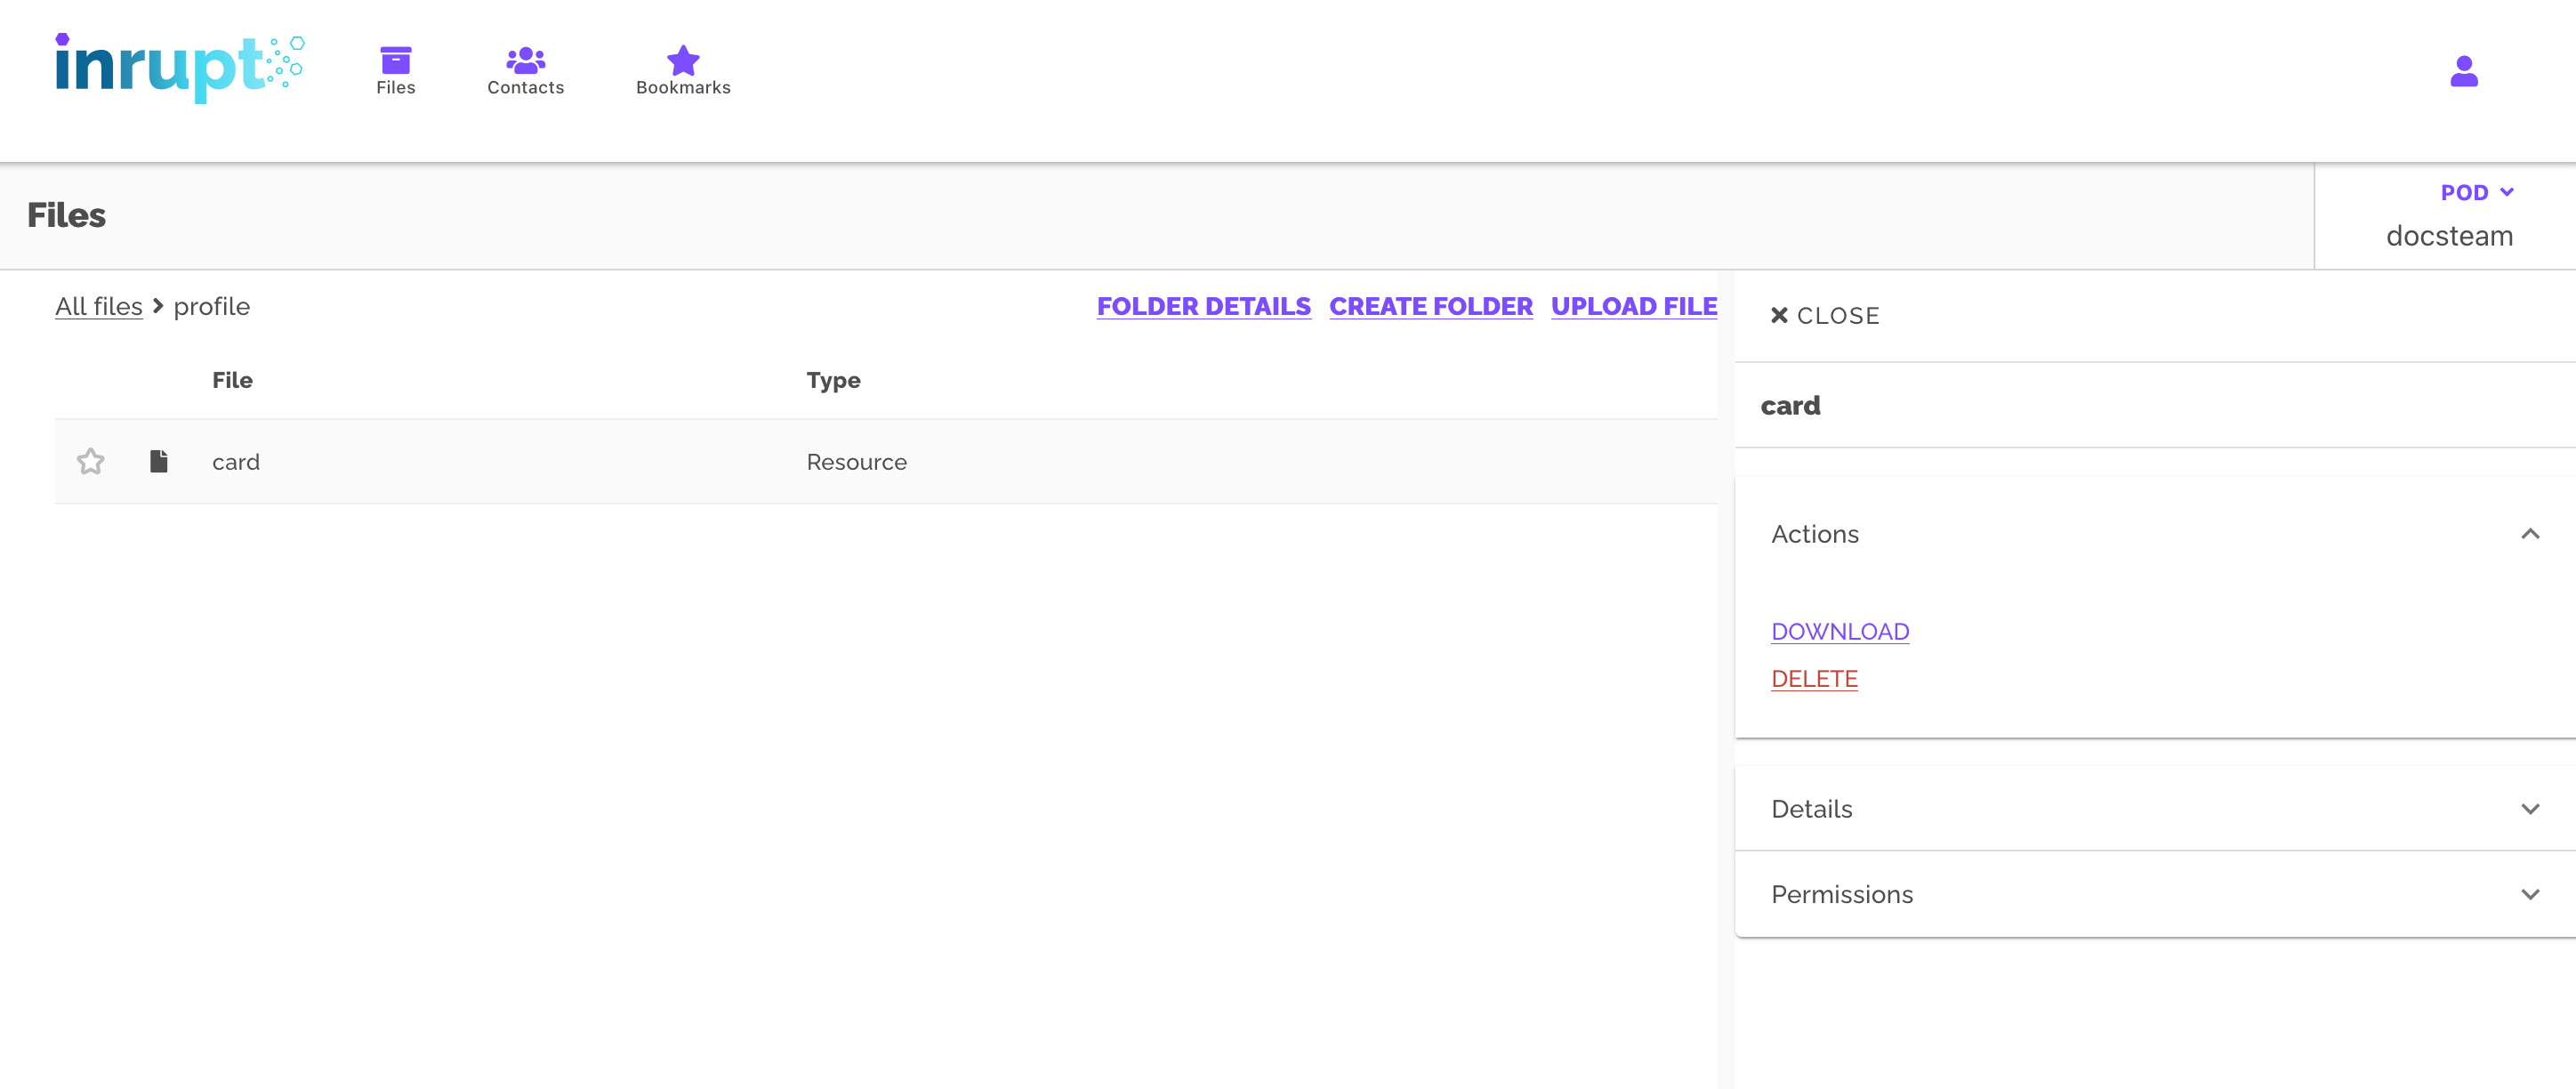 inrupt
Files
Contacts
Bookmarks
Files
POD
docsteam
All files profile
FOLDER DETAILS CREATE FOLDER UPLOAD FILE
File Type
card Resource
CLOSE
card
Actions
DOWNLOAD
DELETE
Details
Permissions